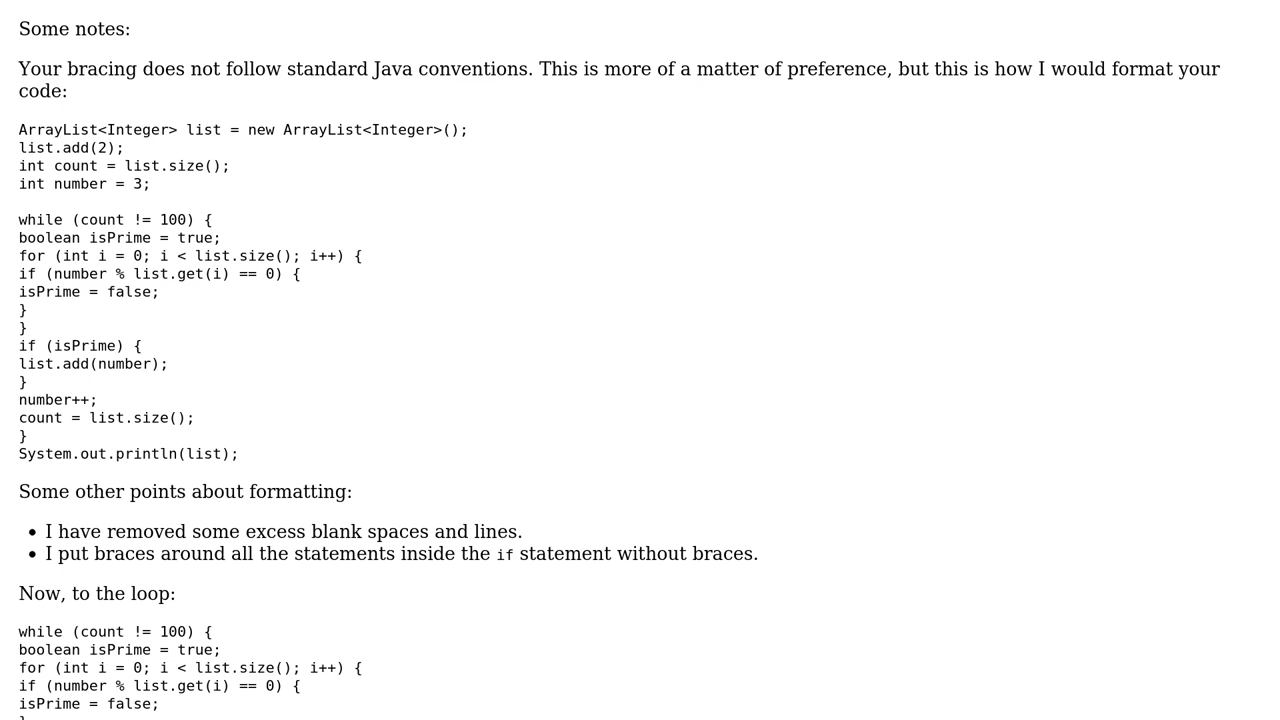 Some notes:
Your bracing does not follow standard Java conventions. This is more of a matter of preference, but this is how I would format your
code:
ArrayList<Integer> list = new ArrayList<Integer>();
list.add(2);
int count = list.size();
int number = 3;
while (count != 100) {
boolean isPrime = true;
for (int i = 0; i < list.size(); i++) {
if (number % list.get(i) == 0) {
isPrime = false;
}
}
if (isPrime) {
list.add(number);
}
number++;
count = list.size();
}
System.out.println(list);
Some other points about formatting:
• I have removed some excess blank spaces and lines.
• I put braces around all the statements inside the if statement without braces.
Now, to the loop:
while (count != 100) {
boolean isPrime = true;
for (int i = 0; i < list.size(); i++) {
if (number % list.get(i) == 0) {
isPrime = false;
}